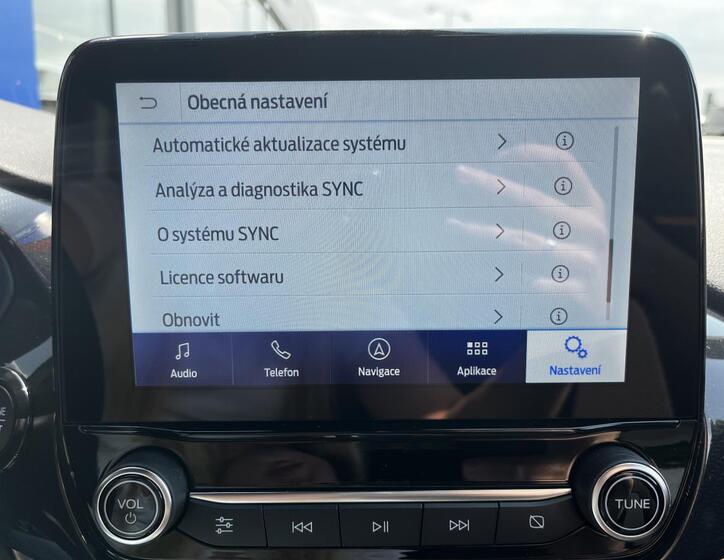 Obecná nastavení
Automatické aktualizace systému
Analýza a diagnostika SYNC
O systému SYNC
Licence softwaru
Obnovit
Audio
Telefon
Navigace
Aplikace
Nastavení
VOL
TUNE